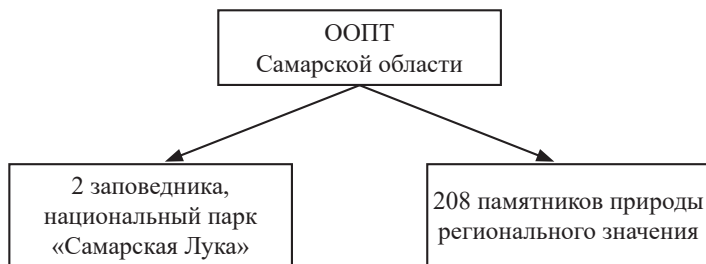 ООПТ
Самарской области
2 заповедника,
национальный парк
«Самарская Лука»
208 памятников природы
регионального значения